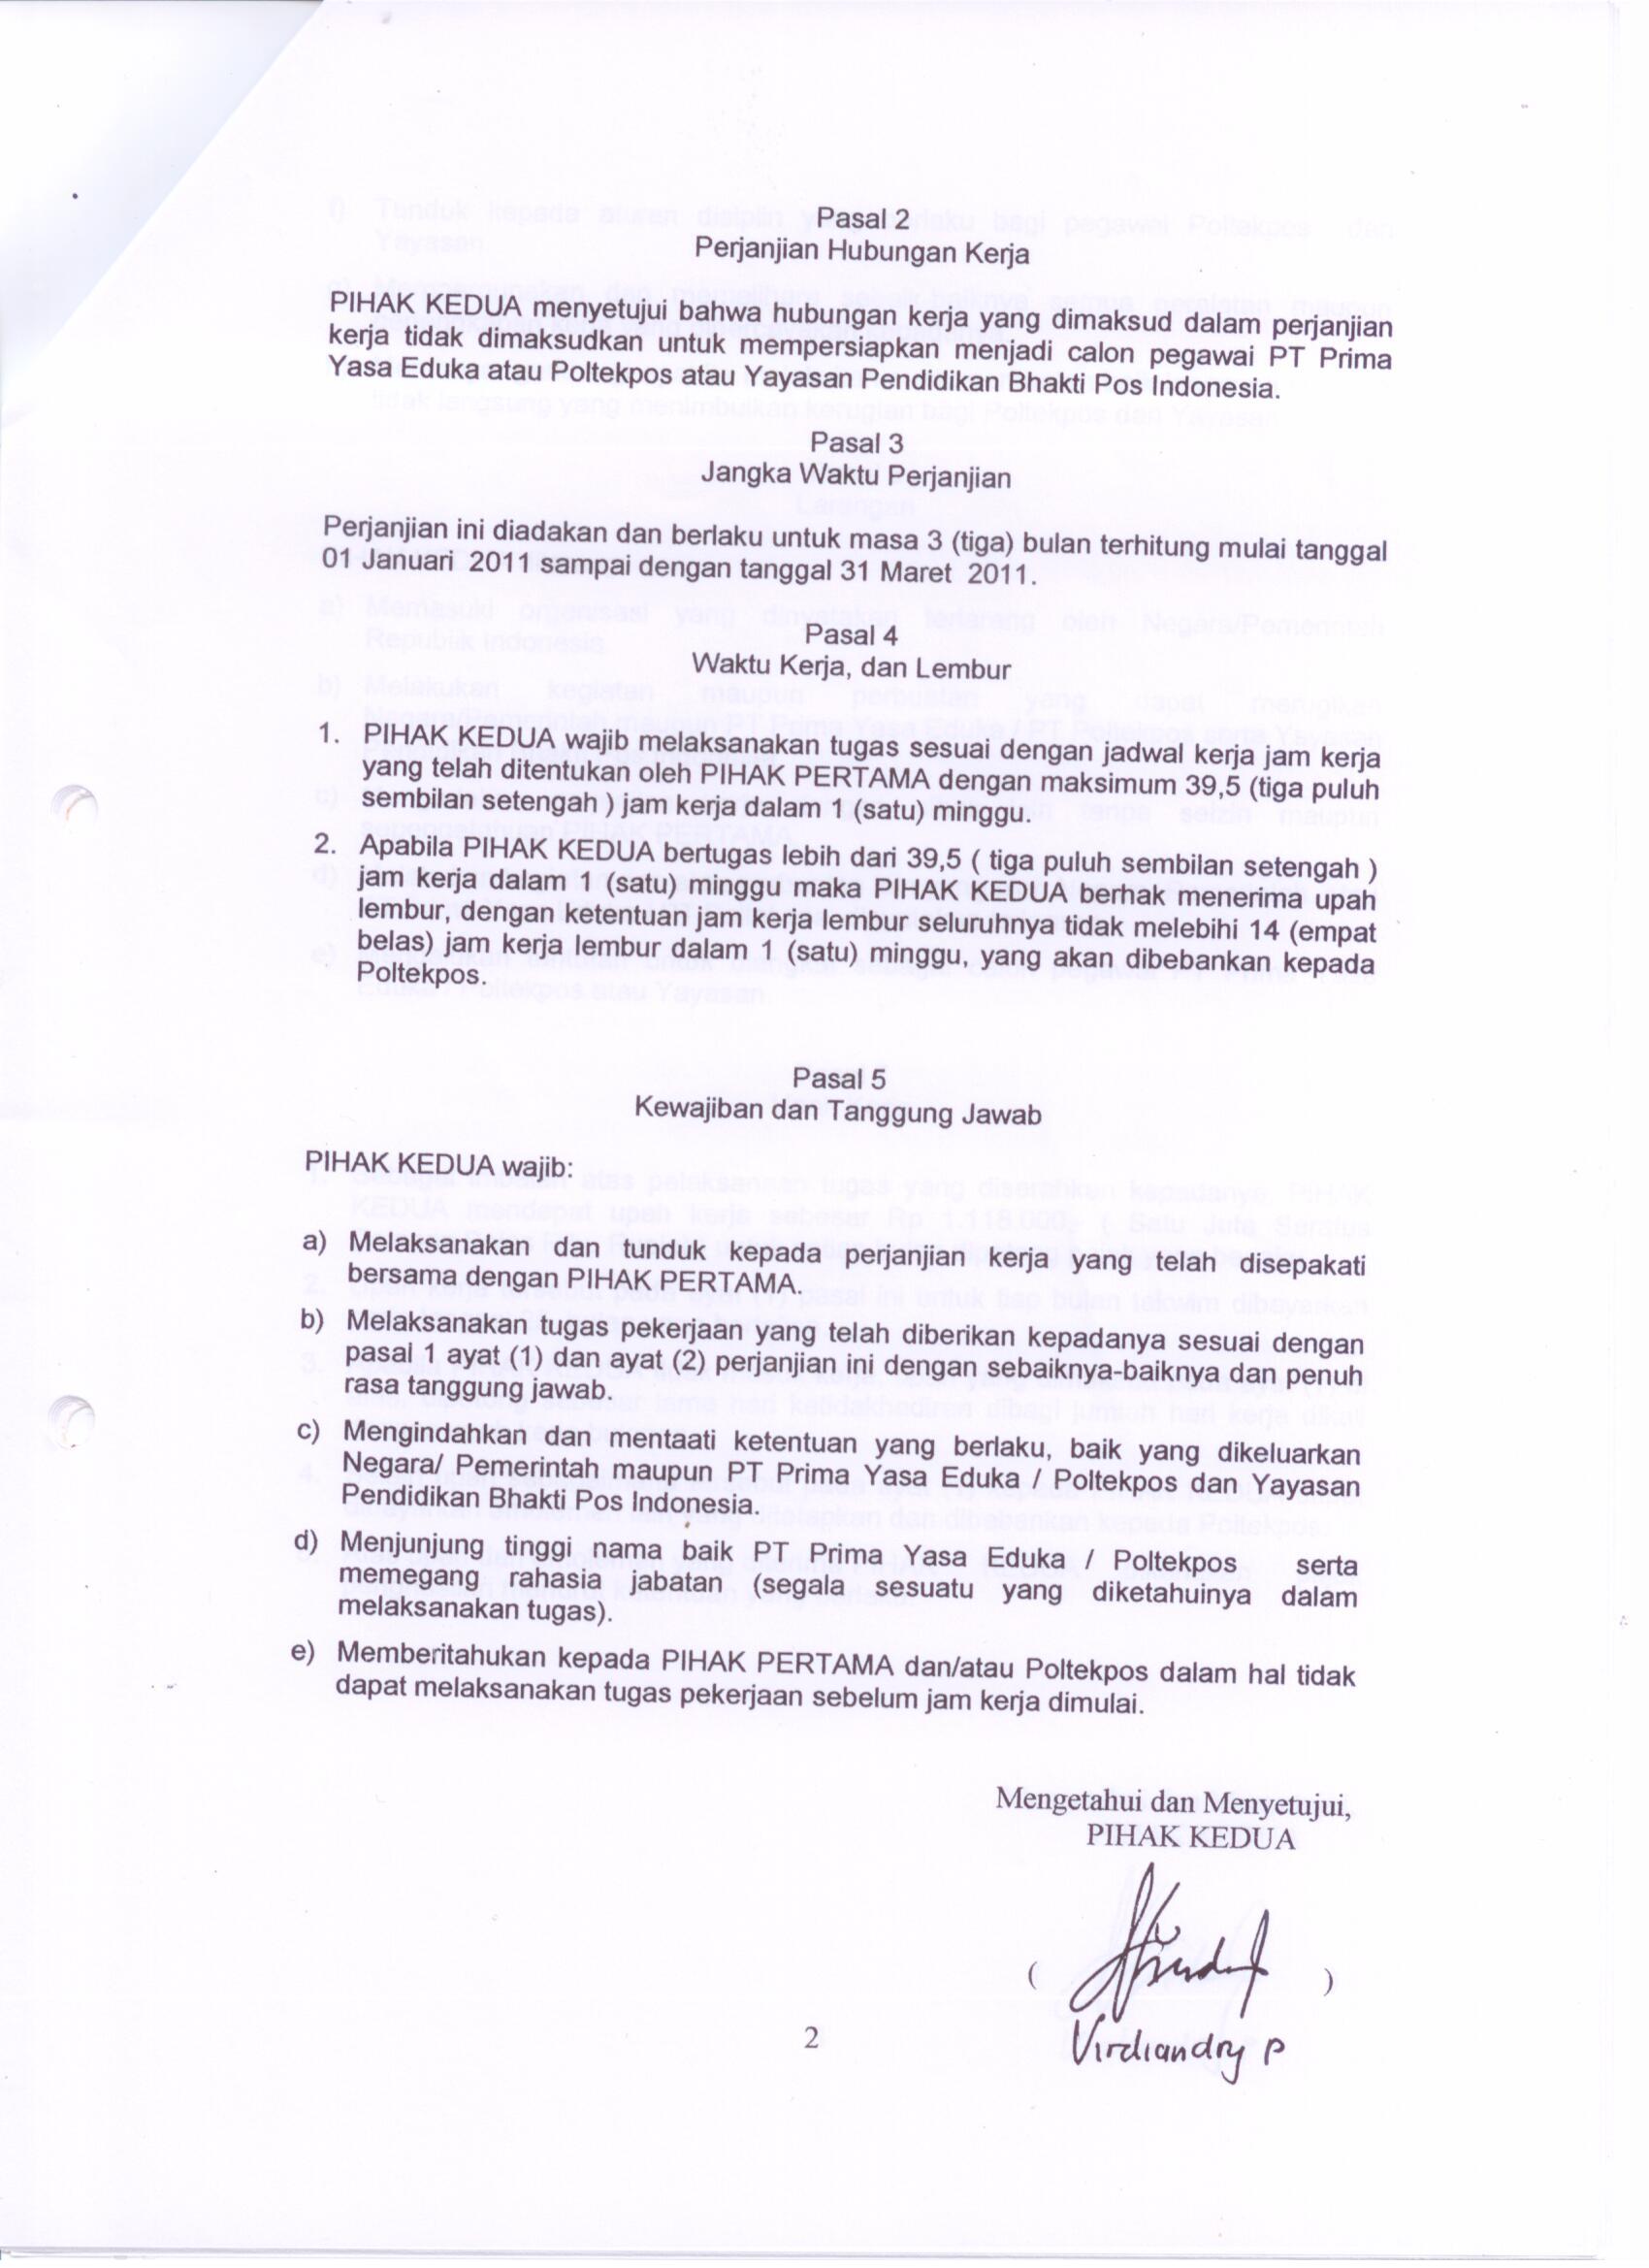 Pasal 2
Perjanjian Hubungan Kerja
PIHAK KEDUA menyetujui bahwa hubungan kerja yang dimaksud dalam perjanjian
kerja tidak dimaksudkan untuk mempersiapkan menjadi calon pegawai PT Prima
Yasa Eduka atau Poltekpos atau Yayasan Pendidikan Bhakti Pos Indonesia.
Pasal 3
Jangka Waktu Perjanjian
Perjanjian ini diadakan dan berlaku untuk masa 3 (tiga) bulan terhitung mulai tanggal
01 Januari 2011 sampai dengan tanggal 31 Maret 2011.
Pasal 4
Waktu Kerja, dan Lembur
1. PIHAK KEDUA wajib melaksanakan tugas sesuai dengan jadwal kerja jam kerja
yang telah ditentukan oleh PIHAK PERTAMA dengan maksimum 39,5 (tiga puluh
sembilan setengah ) jam kerja dalam 1 (satu) minggu.
2. Apabila PIHAK KEDUA bertugas lebih dari 39,5 ( tiga puluh sembilan setengah )
jam kerja dalam 1 (satu) minggu maka PIHAK KEDUA berhak menerima upah
lembur, dengan ketentuan jam kerja lembur seluruhnya tidak melebihi 14 (empat
belas) jam kerja lembur dalam 1 (satu) minggu, yang akan dibebankan kepada
Poltekpos..
Pasal 5
Kewajiban dan Tanggung Jawab
PIHAK KEDUA wajib:
a) Melaksanakan dan tunduk kepada perjanjian kerja yang telah disepakati
bersama dengan PIHAK PERTAMA.
b) Melaksanakan tugas pekerjaan yang telah diberikan kepadanya sesuai dengan
pasal 1 ayat (1) dan ayat (2) perjanjian ini dengan sebaiknya-baiknya dan penuh
rasa tanggung jawab.
c) Mengindahkan dan mentaati ketentuan yang berlaku, baik yang dikeluarkan
Negara/ Pemerintah maupun PT Prima Yasa Eduka / Poltekpos dan Yayasan
Pendidikan Bhakti Pos Indonesia.
d) Menjunjung tinggi nama baik PT Prima Yasa Eduka / Poltekpos serta
memegang rahasia jabatan (segala sesuatu yang diketahuinya dalam
melaksanakan tugas).
e) Memberitahukan kepada PIHAK PERTAMA dan/atau Poltekpos dalam hal tidak
dapat melaksanakan tugas pekerjaan sebelum jam kerja dimulai.
Mengetahui dan Menyetujui,
PIHAK KEDUA
( )
Virdiandry P
2